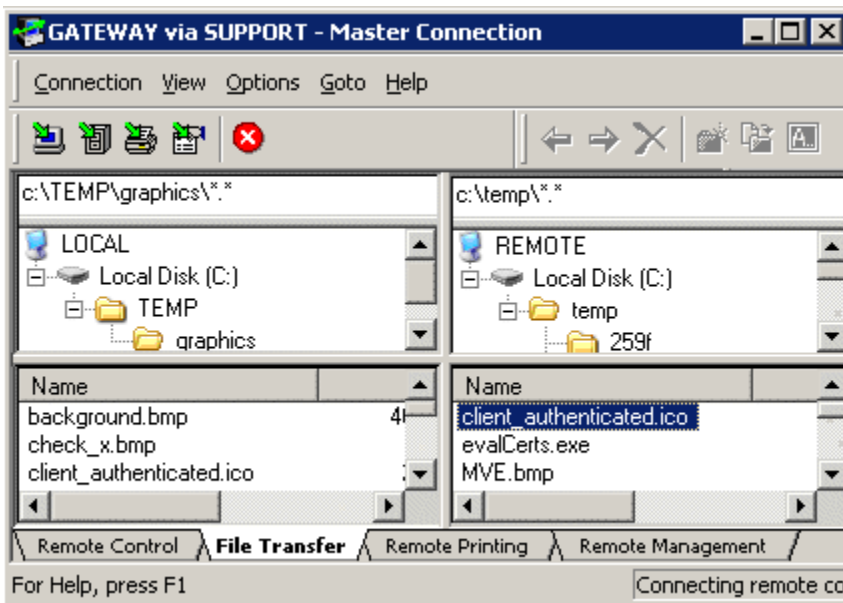 GATEWAY via SUPPORT - Master Connection
Connection View Options Goto Help
A..
c:\TEMP\graphics\*.*
c:\temp\*.*
LOCAL
Local Disk (C:)
TEMP
graphics
REMOTE
Local Disk (C:)
temp
259f
Name
background.bmp
check_x.bmp
client_authenticated.ico
Name
client_authenticated.ico
evalCerts.exe
MVE.bmp
Remote Control File Transfer Remote Printing Remote Management
For Help, press F1
Connecting remote co